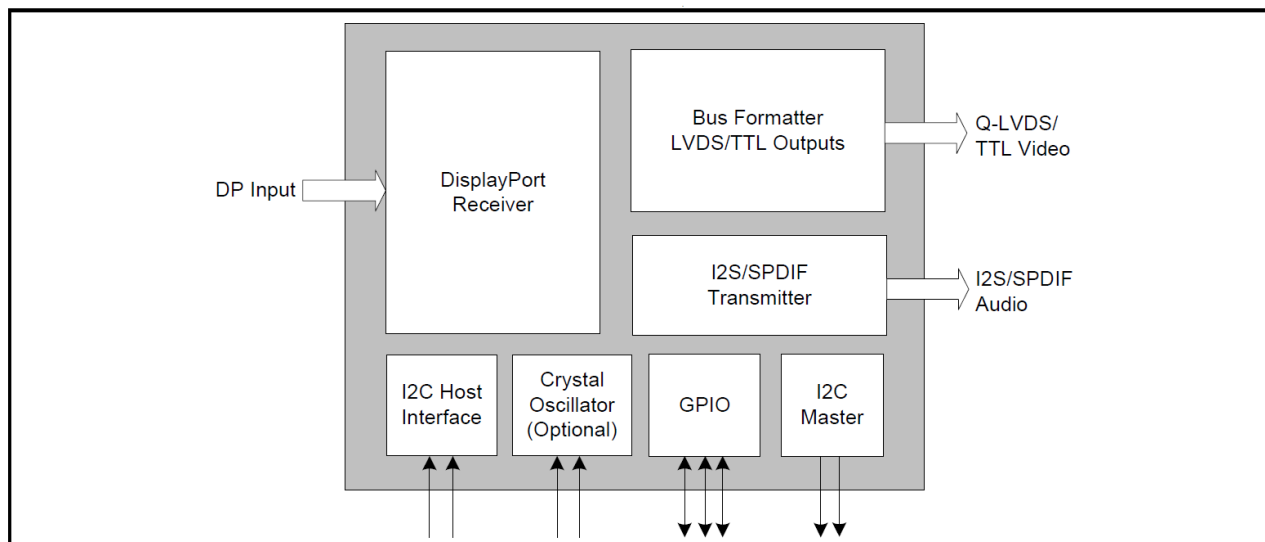 DP Input
DisplayPort
Receiver
Bus Formatter
LVDS/TTL Outputs
Q-LVDS/
TTL Video
I2S/SPDIF
Transmitter
I2S/SPDIF
Audio
I2C Host
Interface
Crystal
Oscillator
(Optional)
GPIO
I2C
Master